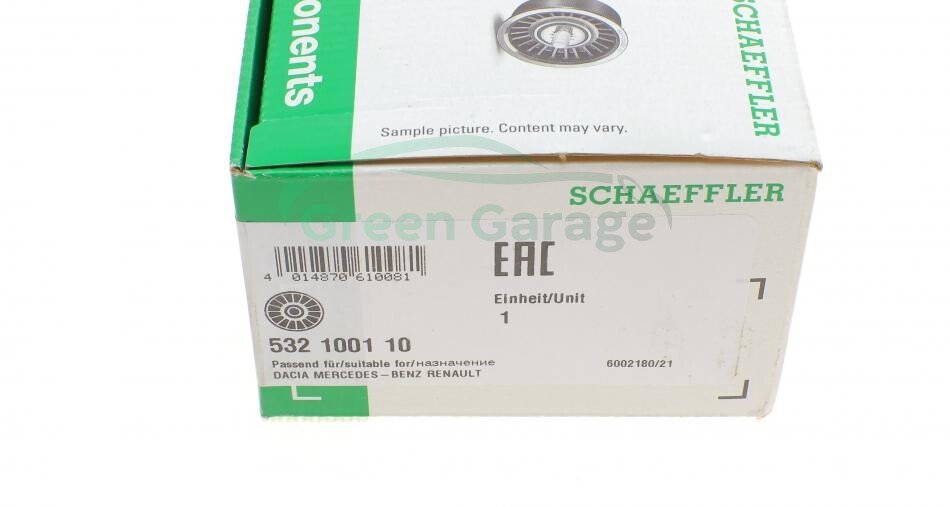 onents
SCHAEFFLER
Sample picture. Content may vary.
SCHAEFFLER
Green Garage
4 014870 610081
EAC
Einheit/Unit
1
532 1001 10
Passend für/suitable for/назначение
6002180/21
DACIA MERCEDES-BENZ RENAULT